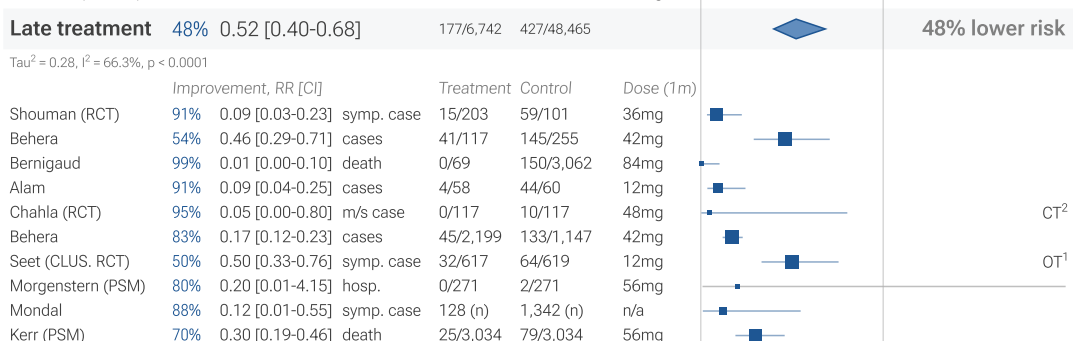 Late treatment 48% 0.52 [0.40-0.68] 177/6,742 427/48,465 48% lower risk
Tau² = 0.28, I² = 66.3%, p < 0.0001
Improvement, RR [CI] Treatment Control Dose (1m)
Shouman (RCT) 91% 0.09 [0.03-0.23] symp. case 15/203 59/101 36mg
Behera 54% 0.46 [0.29-0.71] cases 41/117 145/255 42mg
Bernigaud 99% 0.01 [0.00-0.10] death 0/69 150/3,062 84mg
Alam 91% 0.09 [0.04-0.25] cases 4/58 44/60 12mg
Chahla (RCT) 95% 0.05 [0.00-0.80] m/s case 0/117 10/117 48mg CT²
Behera 83% 0.17 [0.12-0.23] cases 45/2,199 133/1,147 42mg
Seet (CLUS. RCT) 50% 0.50 [0.33-0.76] symp. case 32/617 64/619 12mg OT¹
Morgenstern (PSM) 80% 0.20 [0.01-4.15] hosp. 0/271 2/271 56mg
Mondal 88% 0.12 [0.01-0.55] symp. case 128 (n) 1,342 (n) n/a
Kerr (PSM) 70% 0.30 [0.19-0.46] death 25/3,034 79/3,034 56mg